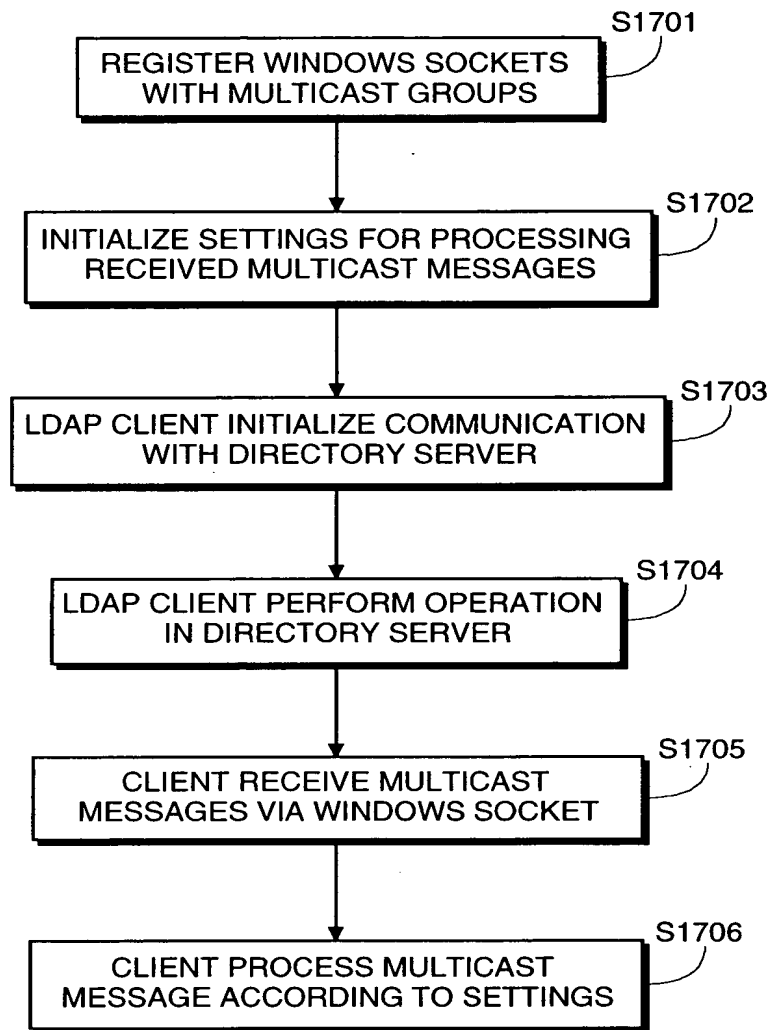 S1701
REGISTER WINDOWS SOCKETS
WITH MULTICAST GROUPS
S1702
INITIALIZE SETTINGS FOR PROCESSING
RECEIVED MULTICAST MESSAGES
S1703
LDAP CLIENT INITIALIZE COMMUNICATION
WITH DIRECTORY SERVER
S1704
LDAP CLIENT PERFORM OPERATION
IN DIRECTORY SERVER
S1705
CLIENT RECEIVE MULTICAST
MESSAGES VIA WINDOWS SOCKET
S1706
CLIENT PROCESS MULTICAST
MESSAGE ACCORDING TO SETTINGS